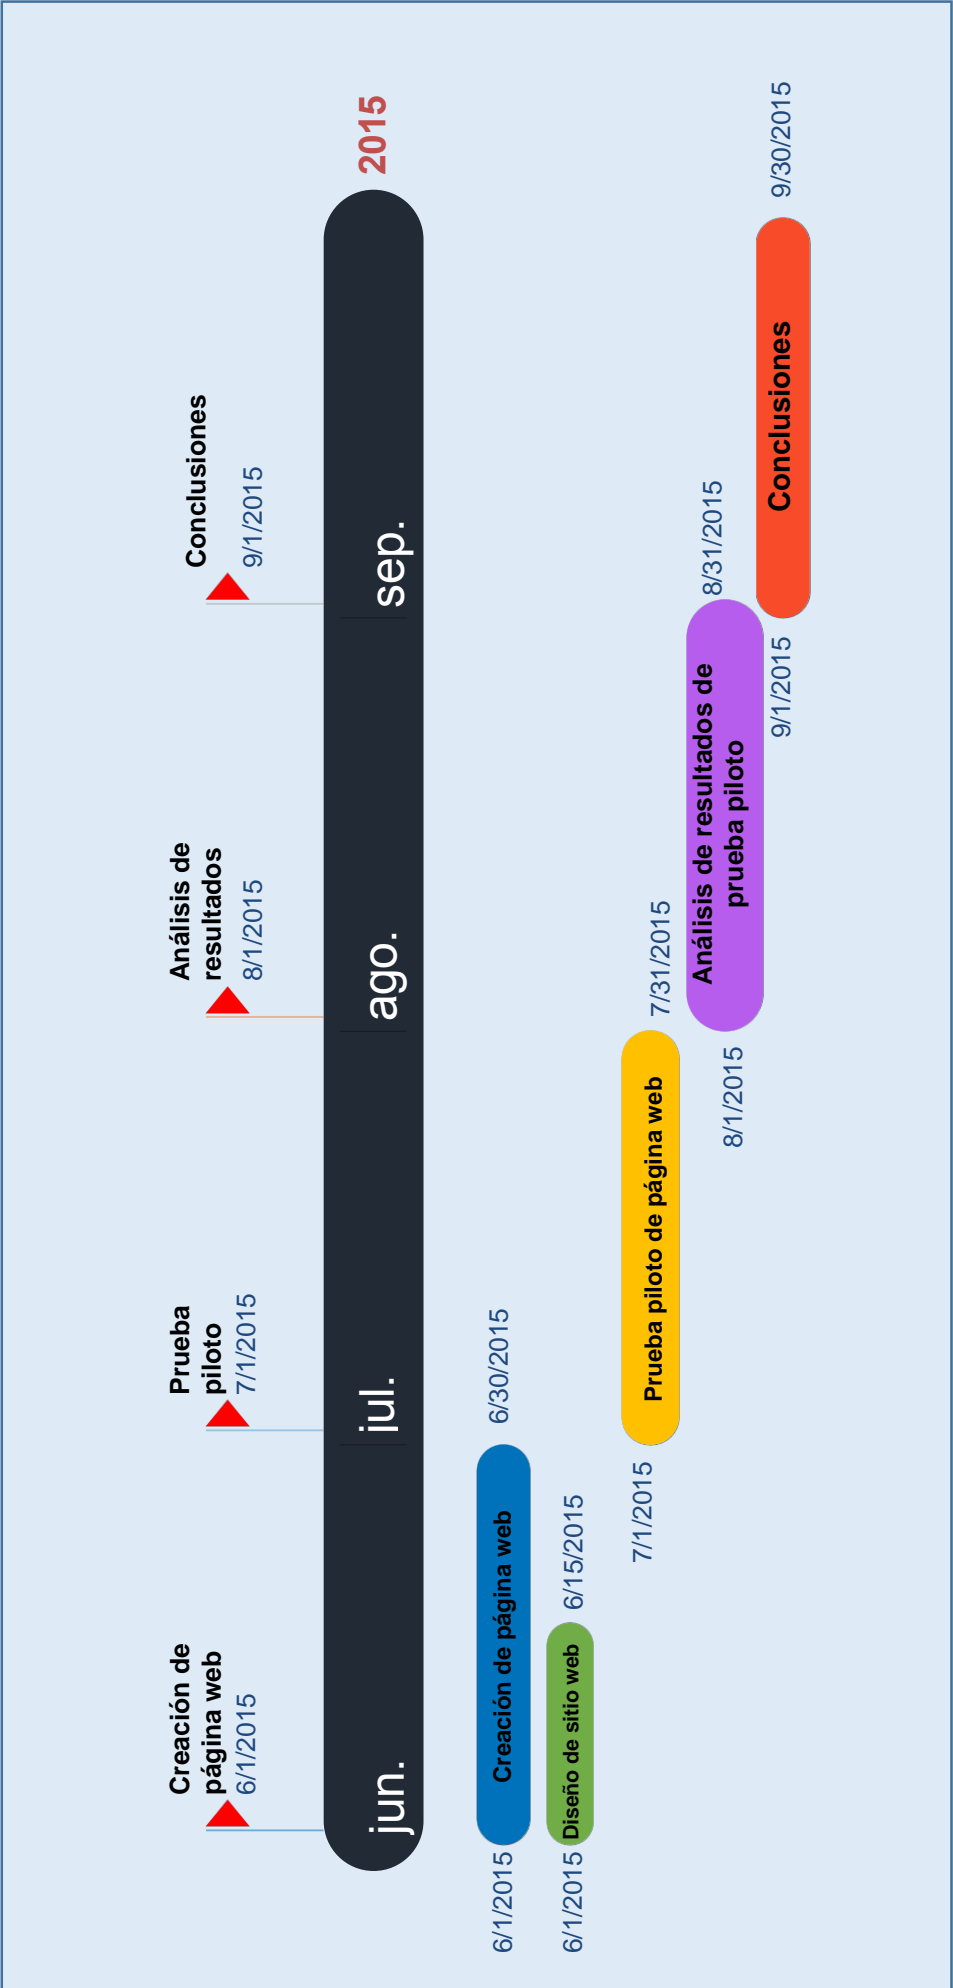 Creación de
página web
6/1/2015
Prueba
piloto
7/1/2015
Análisis de
resultados
8/1/2015
Conclusiones
9/1/2015
jun.
jul.
ago.
sep.
2015
6/1/2015
Creación de página web
6/30/2015
6/1/2015
Diseño de sitio web
6/15/2015
7/1/2015
Prueba piloto de página web
7/31/2015
8/1/2015
Análisis de resultados de
prueba piloto
8/31/2015
9/1/2015
Conclusiones
9/30/2015